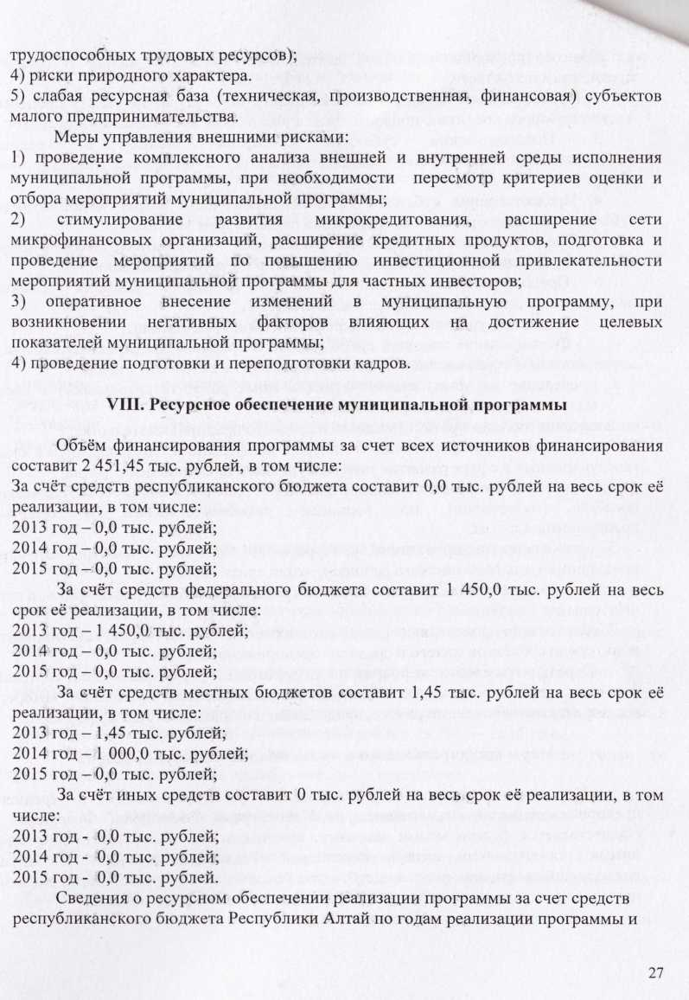 трудоспособных трудовых ресурсов);
4) риски природного характера.
5) слабая ресурсная база (техническая, производственная, финансовая) субъектов
малого предпринимательства.
Меры управления внешними рисками:
1) проведение комплексного анализа внешней и внутренней среды исполнения
муниципальной программы, при необходимости пересмотр критериев оценки и
отбора мероприятий муниципальной программы;
2) стимулирование развития микрокредитования, расширение сети
микрофинансовых организаций, расширение кредитных продуктов, подготовка и
проведение мероприятий по повышению инвестиционной привлекательности
мероприятий муниципальной программы для частных инвесторов;
3) оперативное внесение изменений в муниципальную программу, при
возникновении негативных факторов влияющих на достижение целевых
показателей муниципальной программы;
4) проведение подготовки и переподготовки кадров.
VIII. Ресурсное обеспечение муниципальной программы
Объём финансирования программы за счет всех источников финансирования
составит 2 451,45 тыс. рублей, в том числе:
За счёт средств республиканского бюджета составит 0,0 тыс. рублей на весь срок её
реализации, в том числе:
2013 год – 0,0 тыс. рублей;
2014 год – 0,0 тыс. рублей;
2015 год – 0,0 тыс. рублей;
За счёт средств федерального бюджета составит 1 450,0 тыс. рублей на весь
срок её реализации, в том числе:
2013 год – 1 450,0 тыс. рублей;
2014 год – 0,0 тыс. рублей;
2015 год – 0,0 тыс. рублей;
За счёт средств местных бюджетов составит 1,45 тыс. рублей на весь срок её
реализации, в том числе:
2013 год – 1,45 тыс. рублей;
2014 год – 1 000,0 тыс. рублей;
2015 год – 0,0 тыс. рублей;
За счёт иных средств составит 0 тыс. рублей на весь срок её реализации, в том
числе:
2013 год - 0,0 тыс. рублей;
2014 год - 0,0 тыс. рублей;
2015 год - 0,0 тыс. рублей.
Сведения о ресурсном обеспечении реализации программы за счет средств
республиканского бюджета Республики Алтай по годам реализации программы и
27